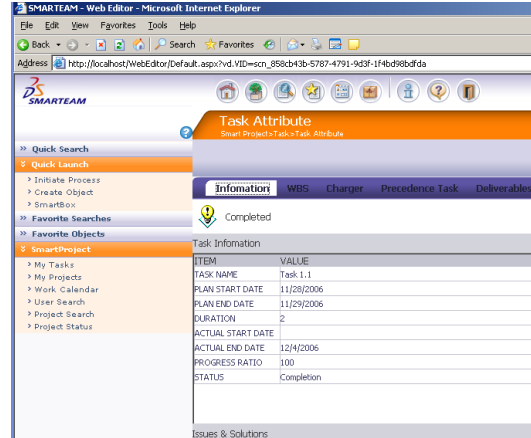 SMARTEAM - Web Editor - Microsoft Internet Explorer
File Edit View Favorites Tools Help
Back Search Favorites
Address http://localhost/WebEditor/Default.aspx?vd.VID=scn_858cb43b-5787-4791-9d3f-1f4bd98bdfda
SMARTEAM
Task Attribute
Smart Project>Task>Task Attribute
Quick Search
Quick Launch
Initiate Process
Create Object
SmartBox
Favorite Searches
Favorite Objects
SmartProject
My Tasks
My Projects
Work Calendar
User Search
Project Search
Project Status
Infomation WBS Charger Precedence Task Deliverables
Completed
Task Infomation
ITEM VALUE
TASK NAME Task 1.1
PLAN START DATE 11/28/2006
PLAN END DATE 11/29/2006
DURATION 2
ACTUAL START DATE
ACTUAL END DATE 12/4/2006
PROGRESS RATIO 100
STATUS Completion
Issues & Solutions